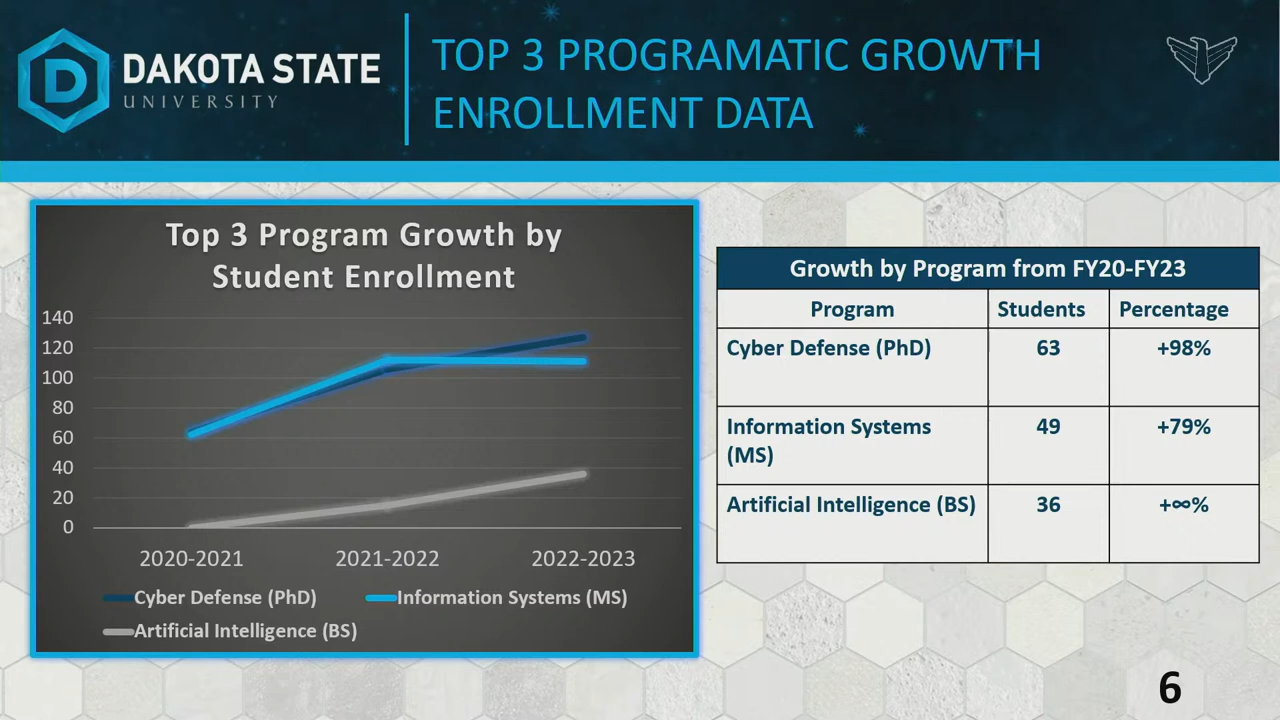 D
DAKOTA STATE
UNIVERSITY
TOP 3 PROGRAMATIC GROWTH
ENROLLMENT DATA
Top 3 Program Growth by
Student Enrollment
140
120
100
80
60
40
20
0
2020-2021 2021-2022 2022-2023
Cyber Defense (PhD) Information Systems (MS)
Artificial Intelligence (BS)
Growth by Program from FY20-FY23
Program Students Percentage
Cyber Defense (PhD) 63 +98%
Information Systems 49 +79%
(MS)
Artificial Intelligence (BS) 36 +∞%
6